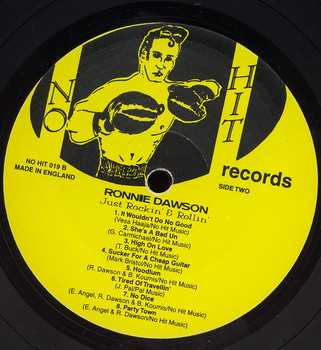 NO
HIT
records
NO HIT 019 B
MADE IN ENGLAND
SIDE TWO
RONNIE DAWSON
Just Rockin' & Rollin'
1. It Wouldn't Do No Good
(Vesa Haaja/No Hit Music)
2. She's A Bad Un
(G. Carmichael/No Hit Music)
3. High On Love
(T. Buck/No Hit Music)
4. Sucker For A Cheap Guitar
(Mark Bristol/No Hit Music)
5. Hoodlum
(R. Dawson & B. Koumis/No Hit Music)
6. Tired Of Travellin'
(J. Pal/Pal Music)
7. No Dice
(E. Angel, R. Dawson & B. Koumis/No Hit Music)
8. Party Town
(E. Angel & R. Dawson/No Hit Music)